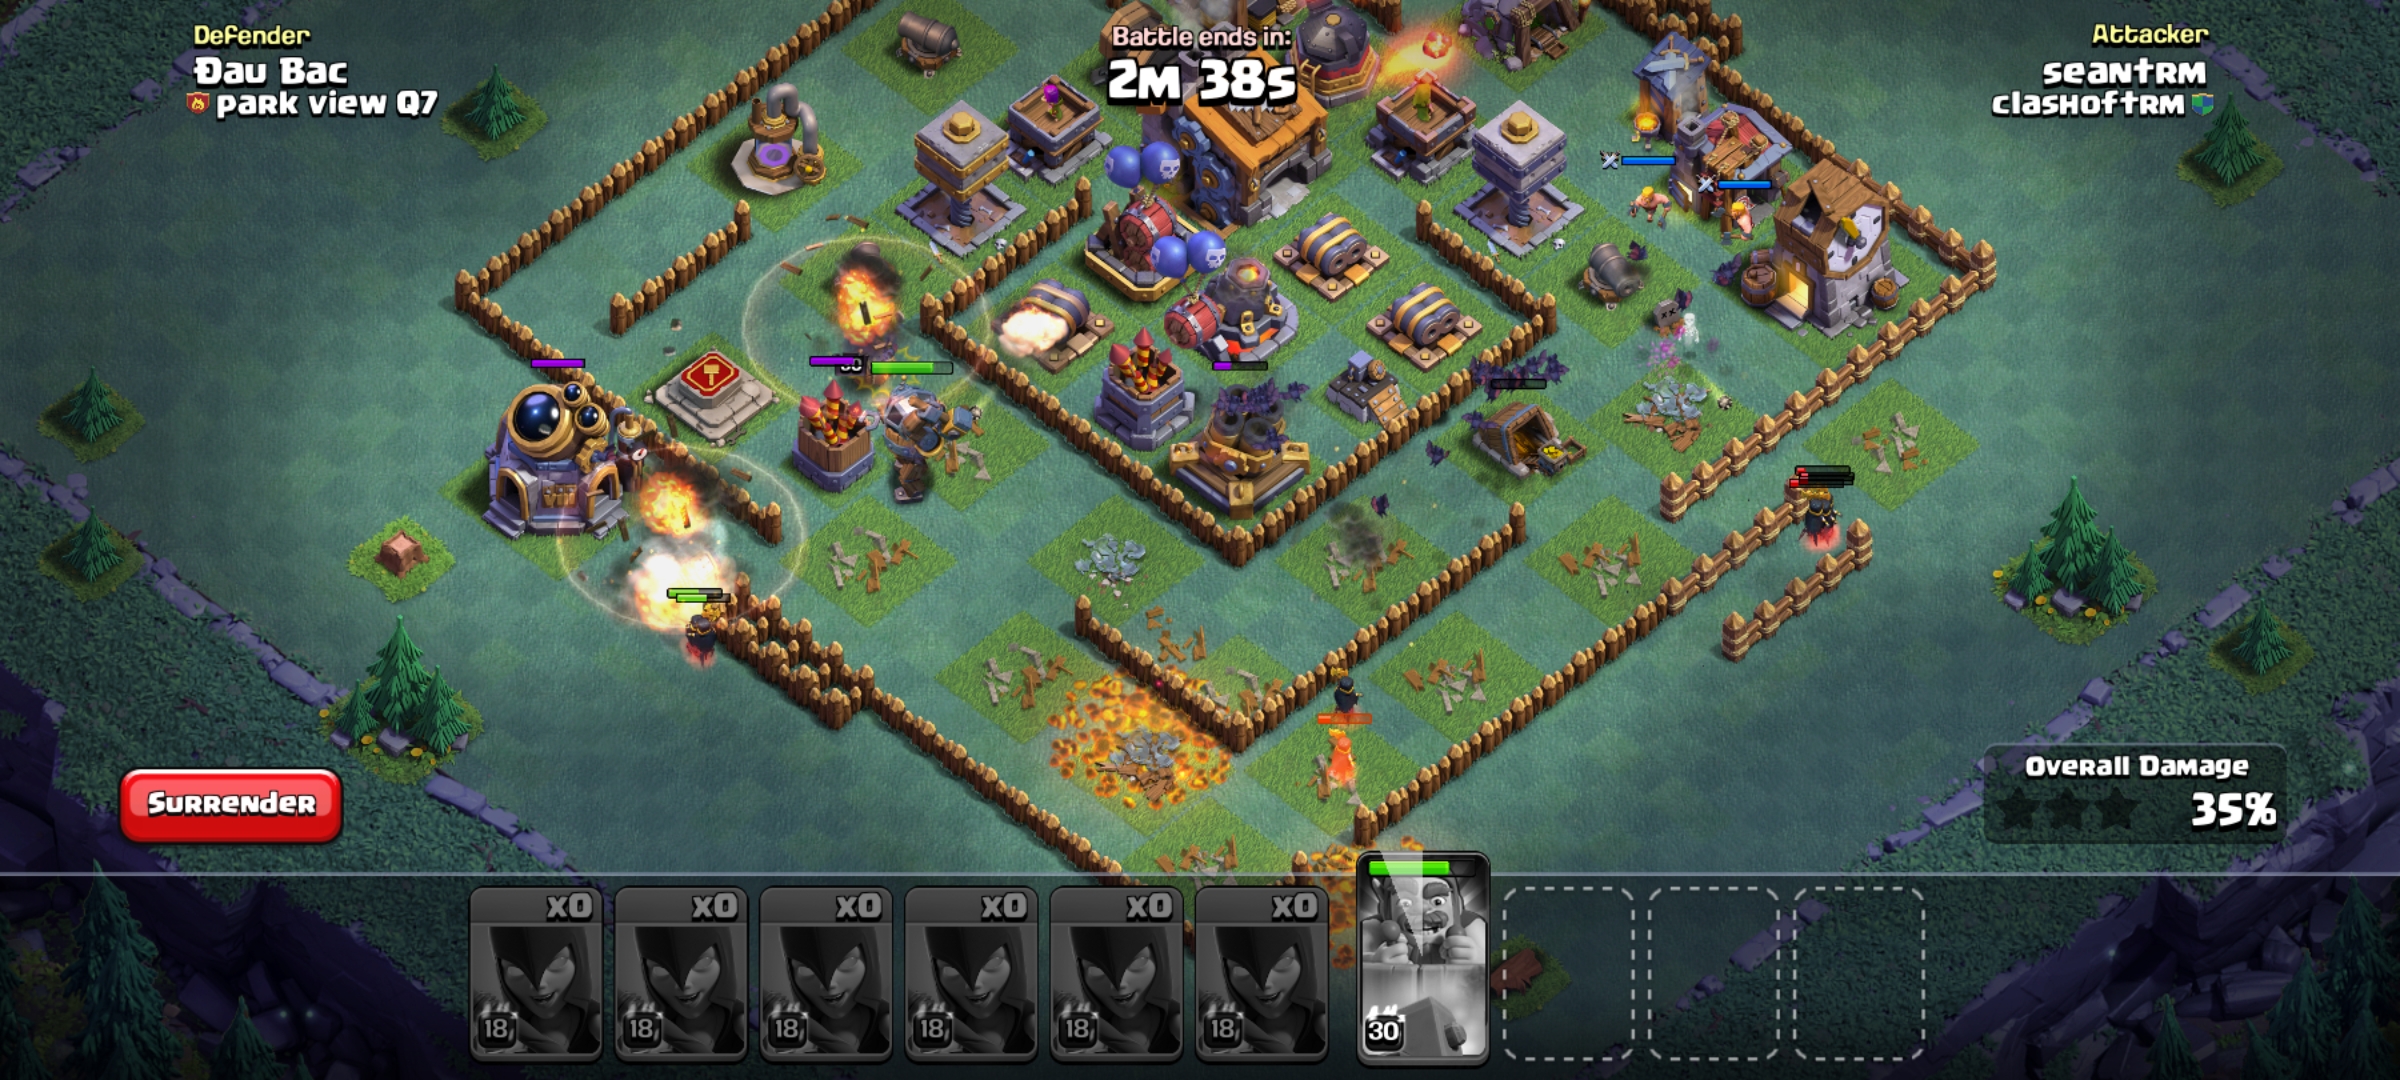 Defender
Đau Bac
park view Q7
Battle ends in:
2M 38s
Attacker
seantrm
clashoftrm
30
Surrender
Overall Damage
35%
x0
x0
x0
x0
x0
x0
18
18
18
18
18
18
30